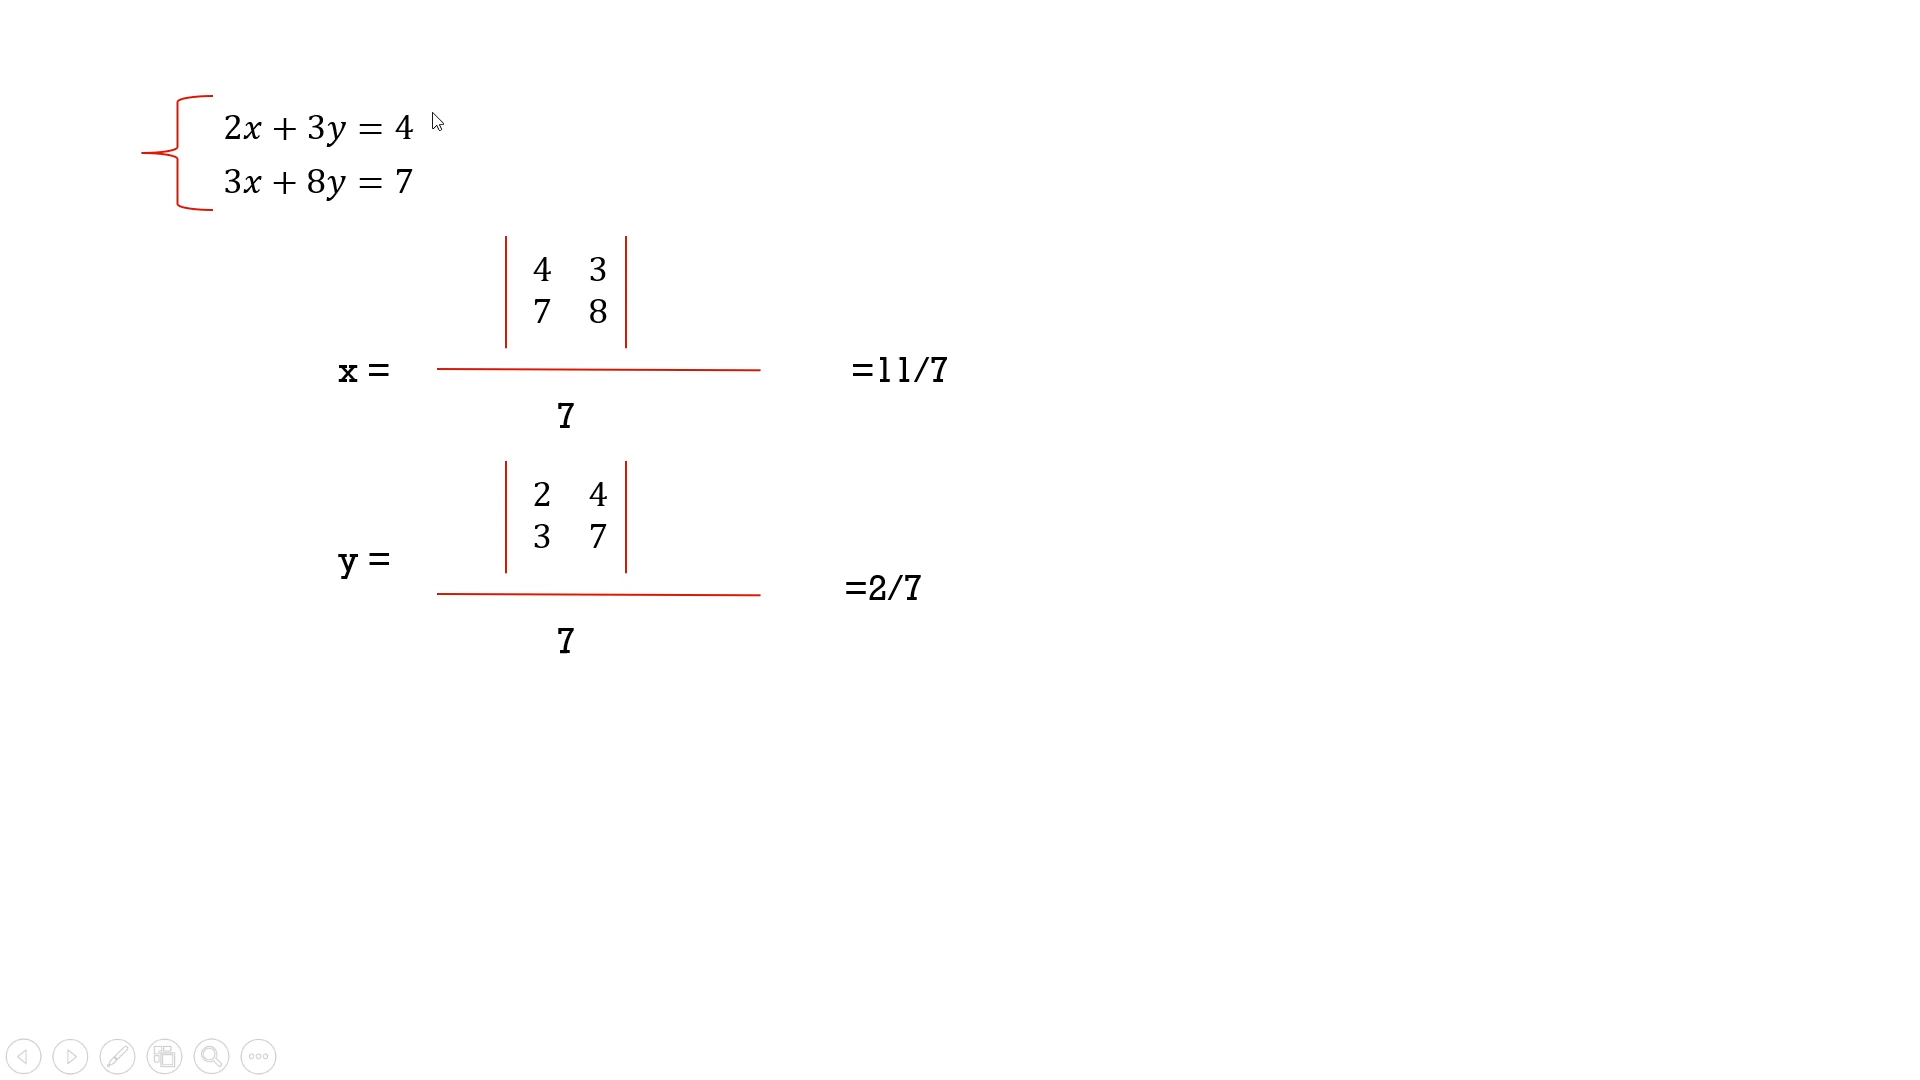 2x + 3y = 4
3x + 8y = 7
4 3
7 8
x =
=11/7
7
2 4
3 7
y =
=2/7
7